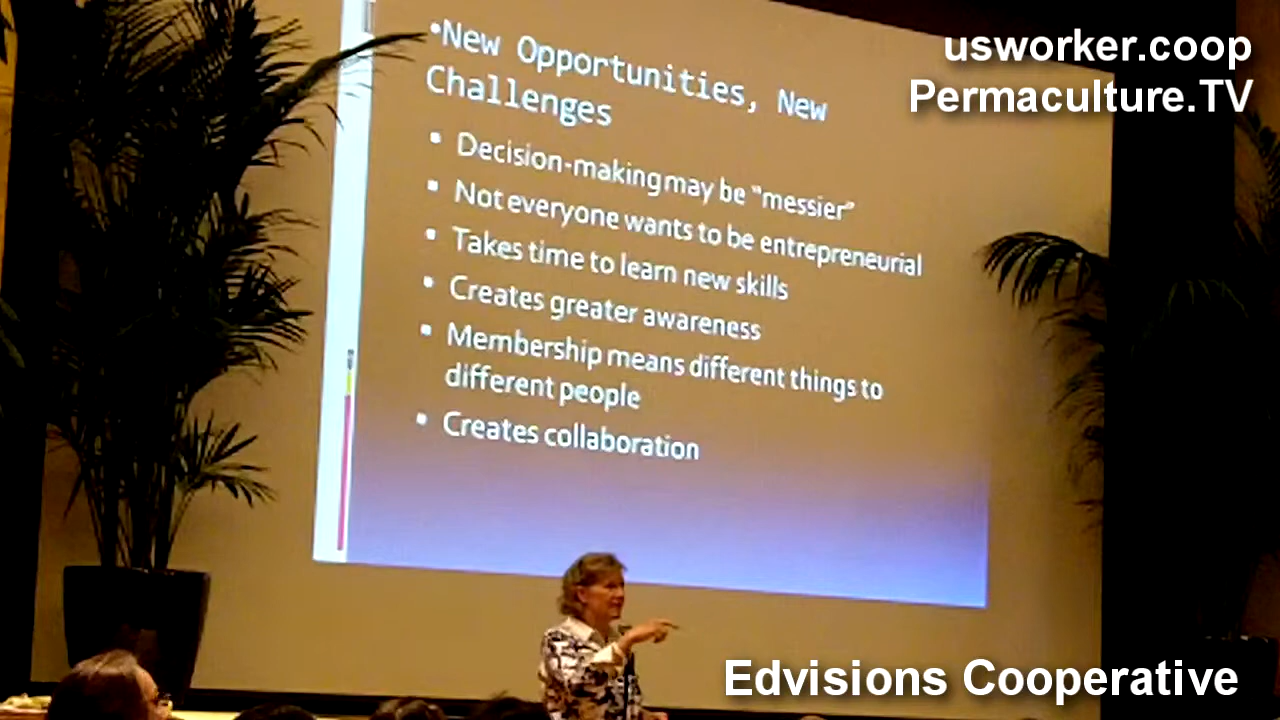 usworker.coop
Permaculture.TV
•New Opportunities, New
Challenges
▪ Decision-making may be "messier"
▪ Not everyone wants to be entrepreneurial
▪ Takes time to learn new skills
▪ Creates greater awareness
▪ Membership means different things to
different people
▪ Creates collaboration
Edvisions Cooperative